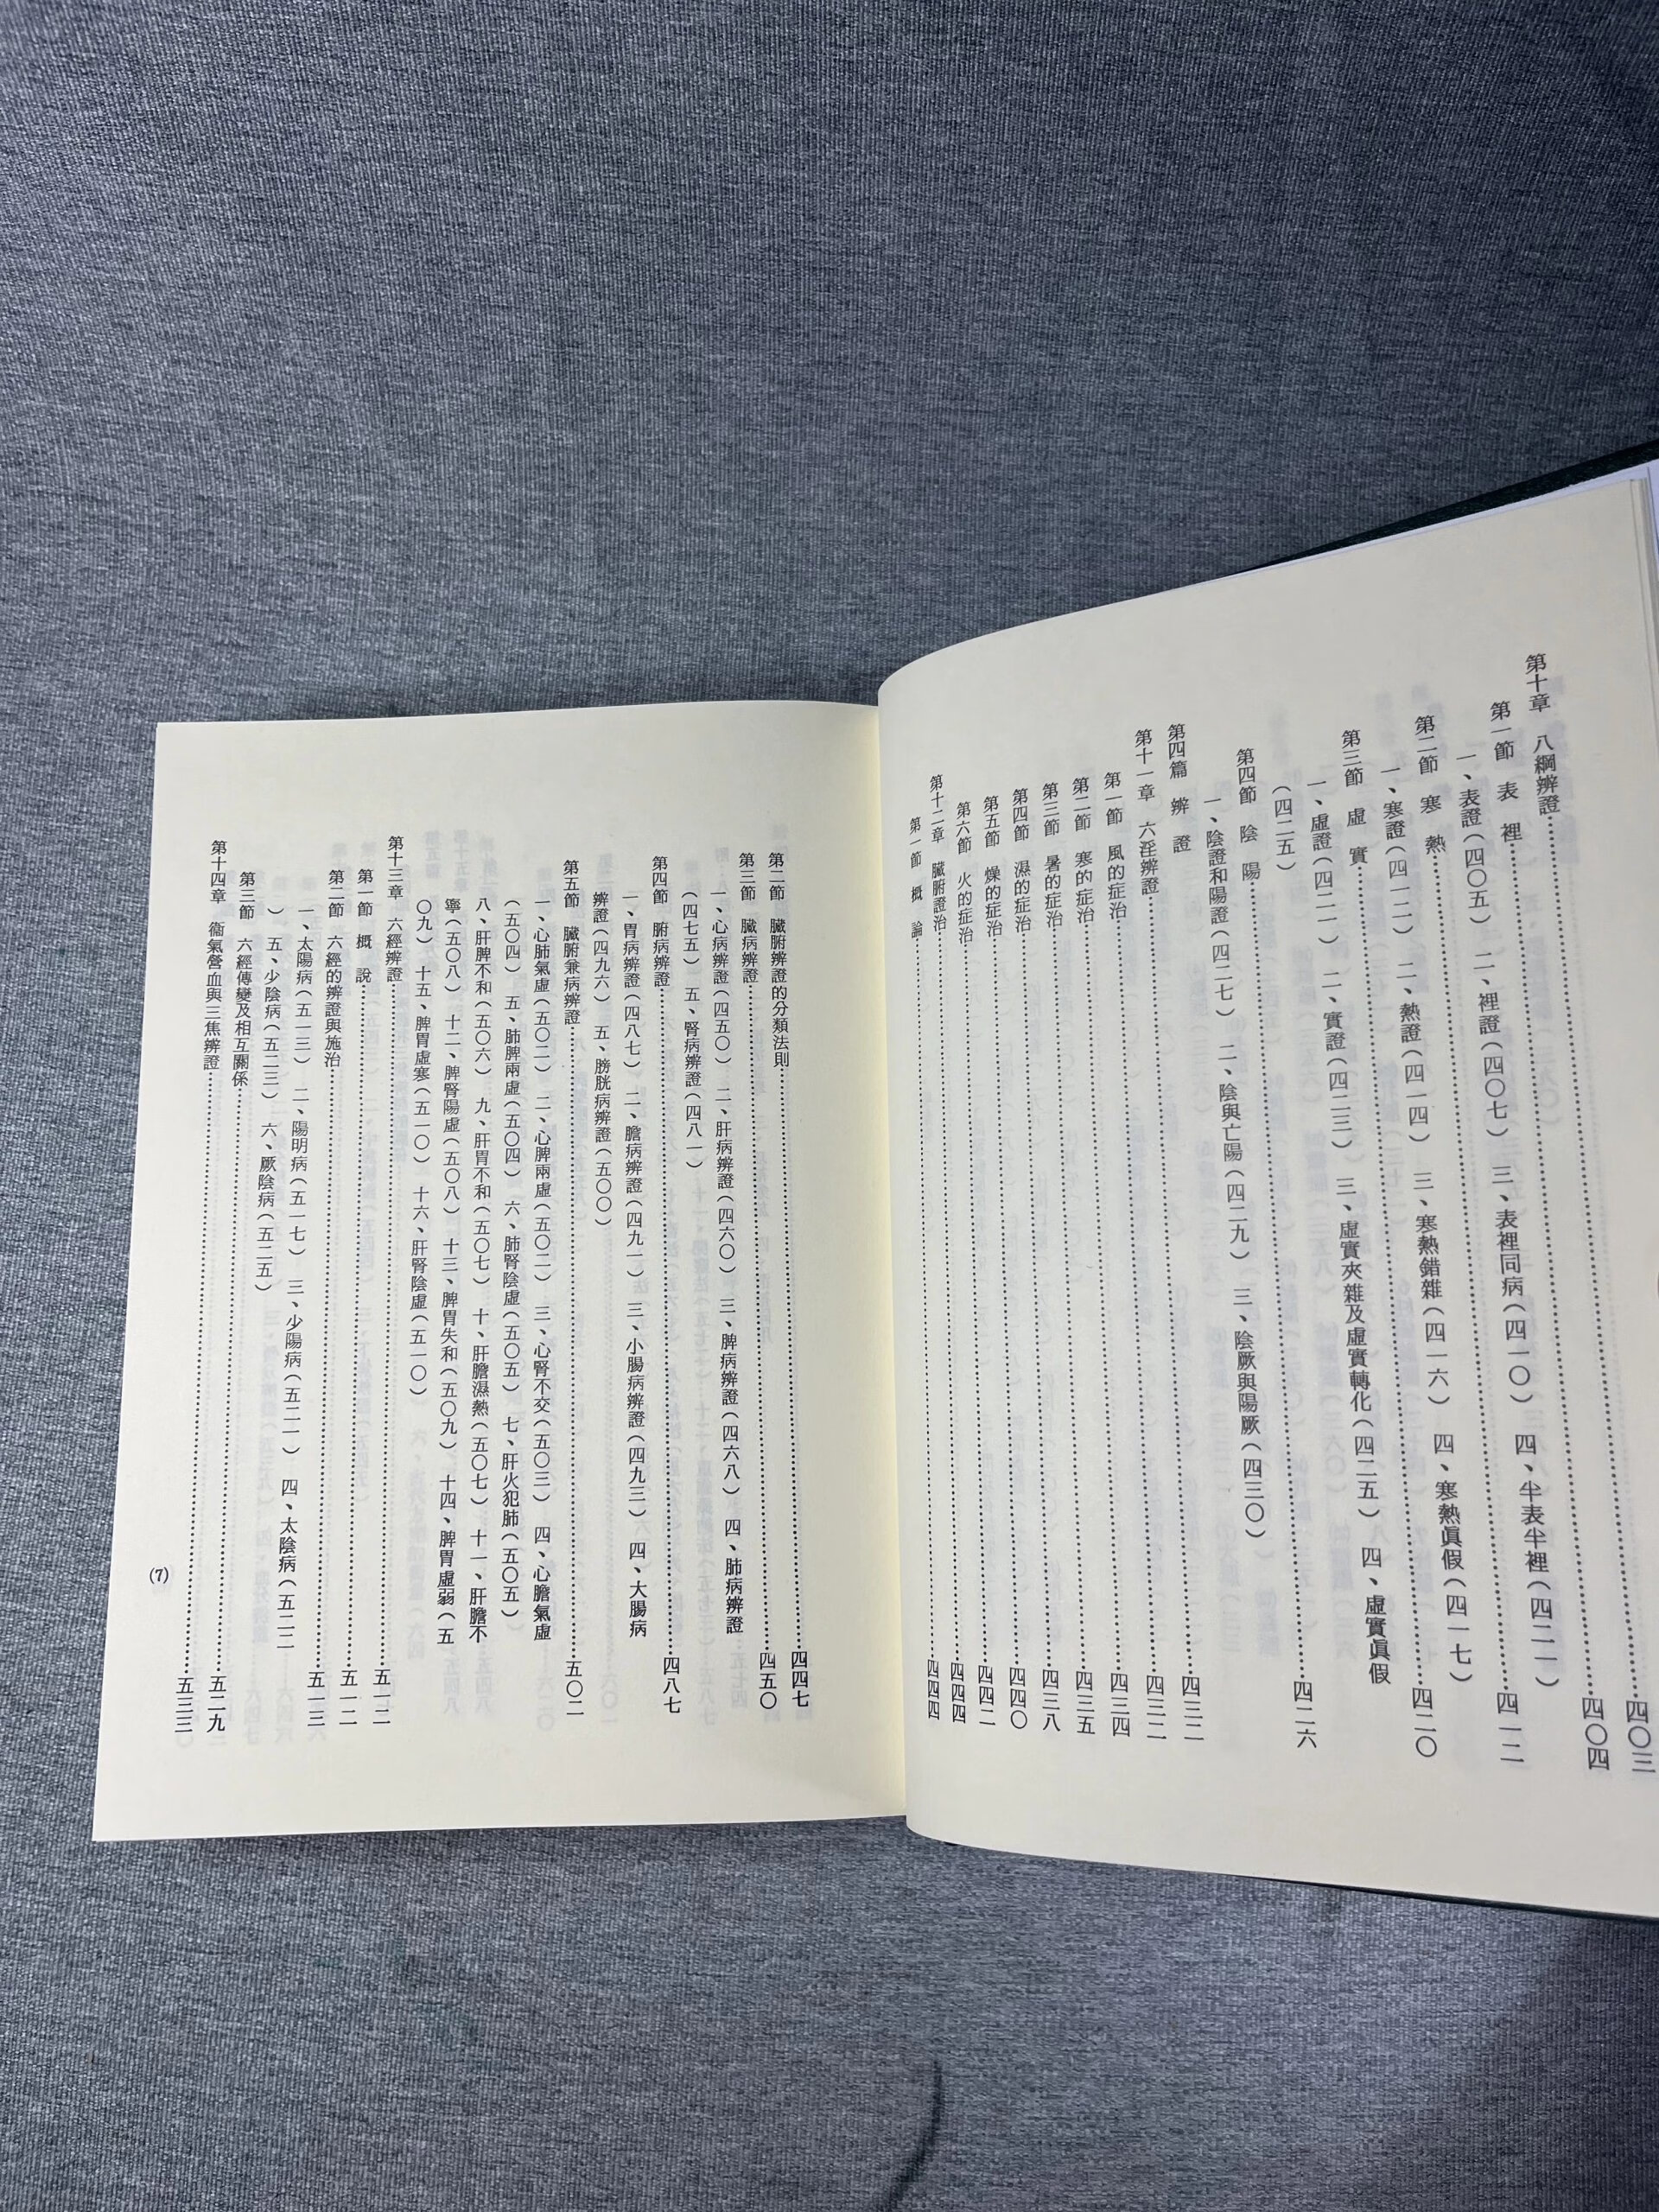 第十章 八綱辨證……四〇三
第一節 表 裡……四〇四
一、表證(四〇五) 二、裡證(四〇七) 三、表裡同病(四一〇) 四、半表半裡(四一一)
第二節 寒 熱……四一二
一、寒證(四一二) 二、熱證(四一四) 三、寒熱錯雜(四一六) 四、寒熱眞假(四一七)
第三節 虛 實……四二〇
一、虛證(四二一) 二、實證(四二三) 三、虛實夾雜及虛實轉化(四二五) 四、虛實眞假
(四二五)
第四節 陰 陽……四二六
一、陰證和陽證(四二七) 二、陰與亡陽(四二九) 三、陰厥與陽厥(四三〇)
第四篇 辨 證……四三二
第十一章 六淫辨證……四三二
第一節 風的症治……四三四
第二節 寒的症治……四三五
第三節 暑的症治……四三八
第四節 濕的症治……四四〇
第五節 燥的症治……四四二
第六節 火的症治……四四四
第十二章 臟腑證治……四四四
第一節 概 論……四四四
第二節 臟腑辨證的分類法則……四四七
第三節 臟病辨證……四五〇
一、心病辨證(四五〇) 二、肝病辨證(四六〇) 三、脾病辨證(四六八) 四、肺病辨證
(四七五) 五、腎病辨證(四八一)
第四節 腑病辨證……四八七
一、胃病辨證(四八七) 二、膽病辨證(四九一) 三、小腸病辨證(四九三) 四、大腸病
辨證(四九六) 五、膀胱病辨證(五〇〇)
第五節 臟腑兼病辨證……五〇二
一、心肺氣虛(五〇二) 二、心脾兩虛(五〇二) 三、心腎不交(五〇三) 四、心膽氣虛
(五〇四) 五、肺脾兩虛(五〇四) 六、肺腎陰虛(五〇五) 七、肝火犯肺(五〇五)
八、肝脾不和(五〇六) 九、肝胃不和(五〇七) 十、肝膽濕熱(五〇七) 十一、肝膽不
寧(五〇八) 十二、脾腎陽虛(五〇八) 十三、脾胃失和(五〇九) 十四、脾胃虛弱(五
〇九) 十五、脾胃虛寒(五一〇) 十六、肝腎陰虛(五一〇)
第十三章 六經辨證……五一二
第一節 概 說……五一二
第二節 六經的辨證與施治……五一三
一、太陽病(五一三) 二、陽明病(五一七) 三、少陽病(五二一) 四、太陰病(五二二
) 五、少陰病(五二三) 六、厥陰病(五二五)
第三節 六經傳變及相互關係……五二九
第十四章 衞氣營血與三焦辨證……五三三
(7)